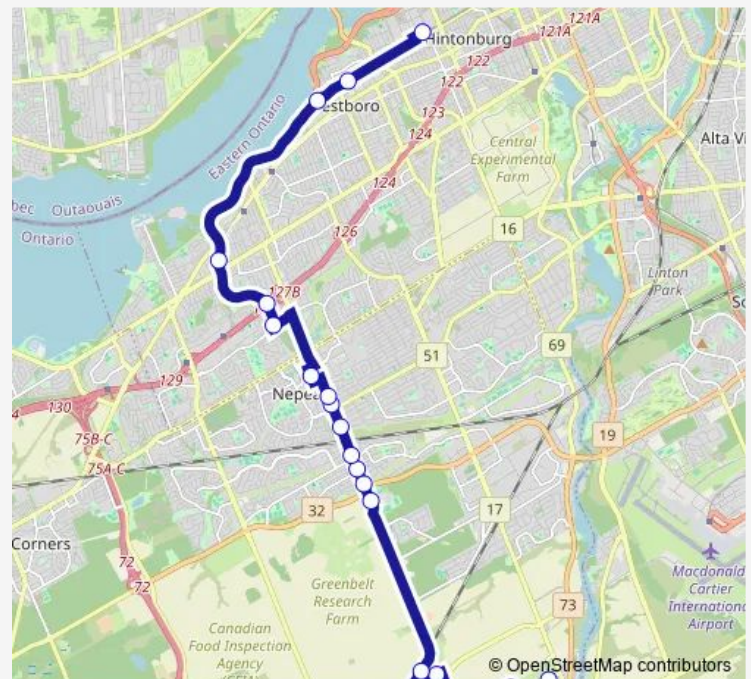 121A
Hintonburg
121A
122
122
estboro
123
124
Alta Vi
Central
Experimental
Farm
Eastern Ontario
124
bec Outaouais
Ontario
126
16
Linton
Park
So
127B
69
51
129
Nepea
130
75B-C
19
75A-C
32
17
Corners
72
72
Greenbelt
Research
Farm
Macdonald
Cartier
Internationa
Airport
73
Canadian
Food Inspection
Agency
© OpenStreetMap contributors